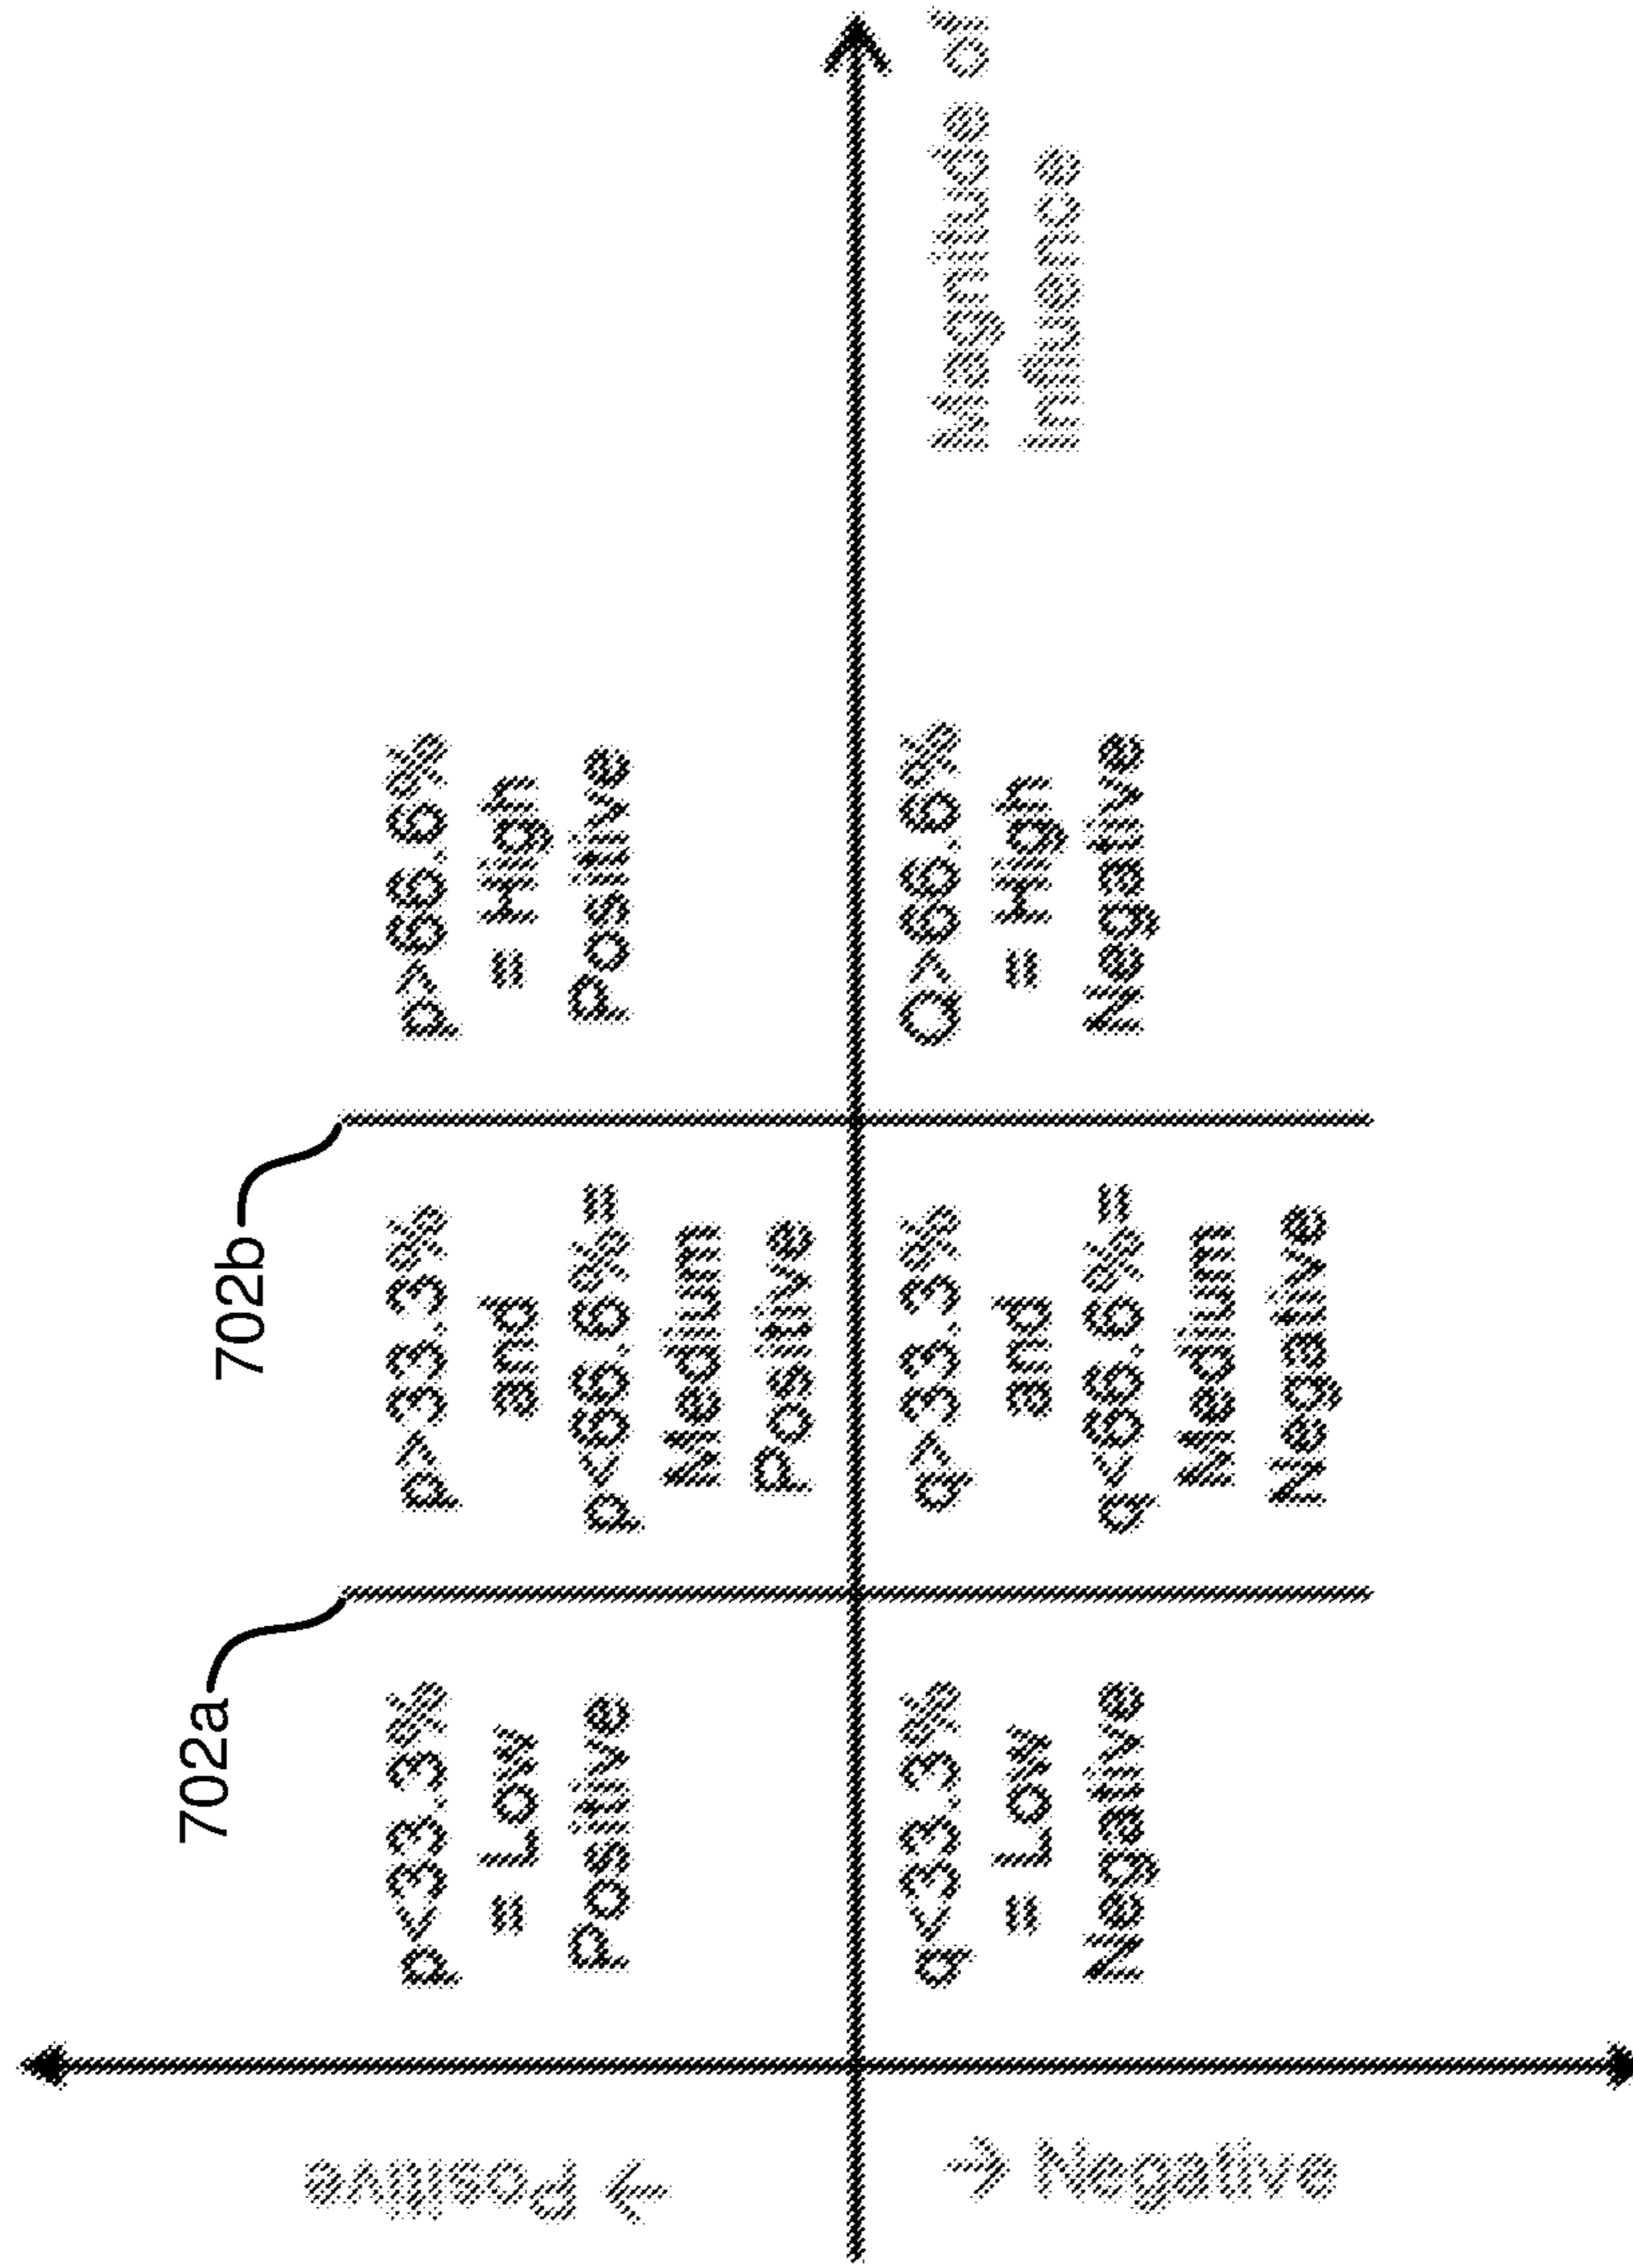 702a
702b
p<33.3%
= Low
Positive
p>33.3%
and
p<66.6%=
Medium
Positive
p>66.6%
= High
Positive
q<33.3%
= Low
Negative
q>33.3%
and
q<66.6%=
Medium
Negative
Q>66.6%
= High
Negative
Magnitude of
Influence
→ Positive
→ Negative